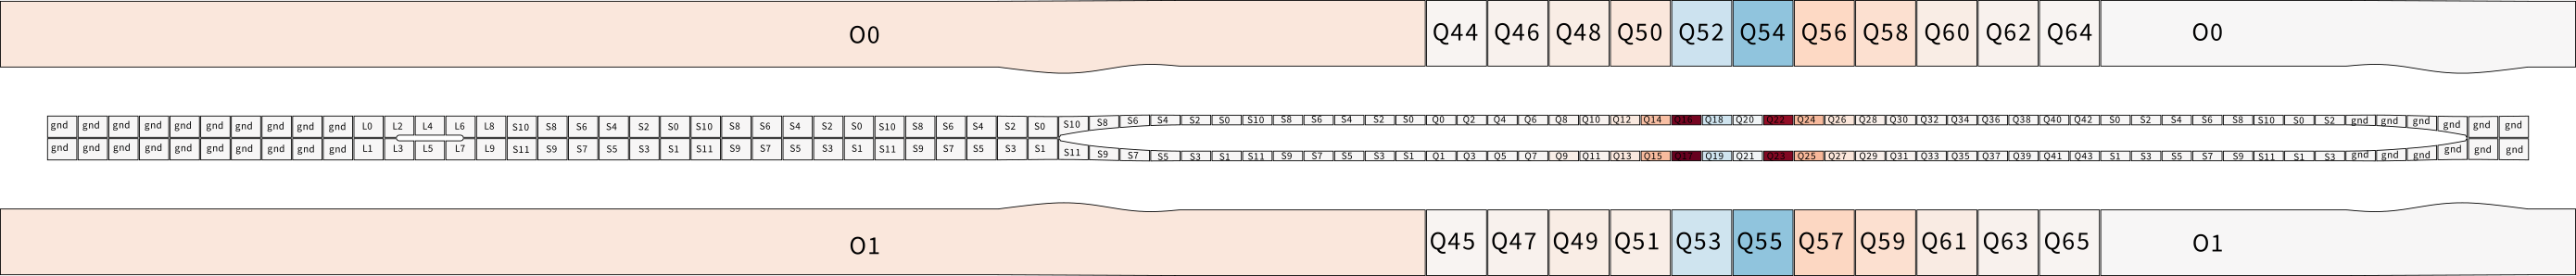 O0 Q44 Q46 Q48 Q50 Q52 Q54 Q56 Q58 Q60 Q62 Q64 O0
gnd gnd gnd gnd gnd gnd gnd gnd gnd gnd L0 L2 L4 L6 L8 S10 S8 S6 S4 S2 S0 S10 S8 S6 S4 S2 S0 S10 S8 S6 S4 S2 S0 S10 S8 S6 S4 S2 S0 S10 S8 S6 S4 S2 S0 Q0 Q2 Q4 Q6 Q8 Q10 Q12 Q14 Q16 Q18 Q20 Q22 Q24 Q26 Q28 Q30 Q32 Q34 Q36 Q38 Q40 Q42 S0 S2 S4 S6 S8 S10 S0 S2 gnd gnd gnd gnd gnd gnd
gnd gnd gnd gnd gnd gnd gnd gnd gnd gnd L1 L3 L5 L7 L9 S11 S9 S7 S5 S3 S1 S11 S9 S7 S5 S3 S1 S11 S9 S7 S5 S3 S1 S11 S9 S7 S5 S3 S1 S11 S9 S7 S5 S3 S1 Q1 Q3 Q5 Q7 Q9 Q11 Q13 Q15 Q17 Q19 Q21 Q23 Q25 Q27 Q29 Q31 Q33 Q35 Q37 Q39 Q41 Q43 S1 S3 S5 S7 S9 S11 S1 S3 gnd gnd gnd gnd gnd gnd
O1 Q45 Q47 Q49 Q51 Q53 Q55 Q57 Q59 Q61 Q63 Q65 O1